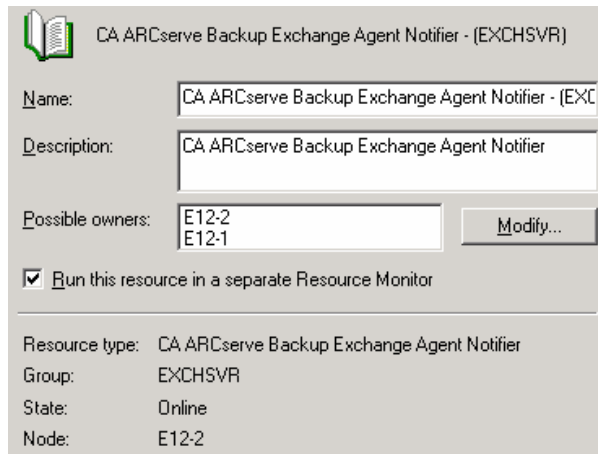 CA ARCserve Backup Exchange Agent Notifier - (EXCHSVR)
Name: CA ARCserve Backup Exchange Agent Notifier - (EXC
Description: CA ARCserve Backup Exchange Agent Notifier
Possible owners: E12-2
E12-1
Modify...
Run this resource in a separate Resource Monitor
Resource type: CA ARCserve Backup Exchange Agent Notifier
Group: EXCHSVR
State: Online
Node: E12-2